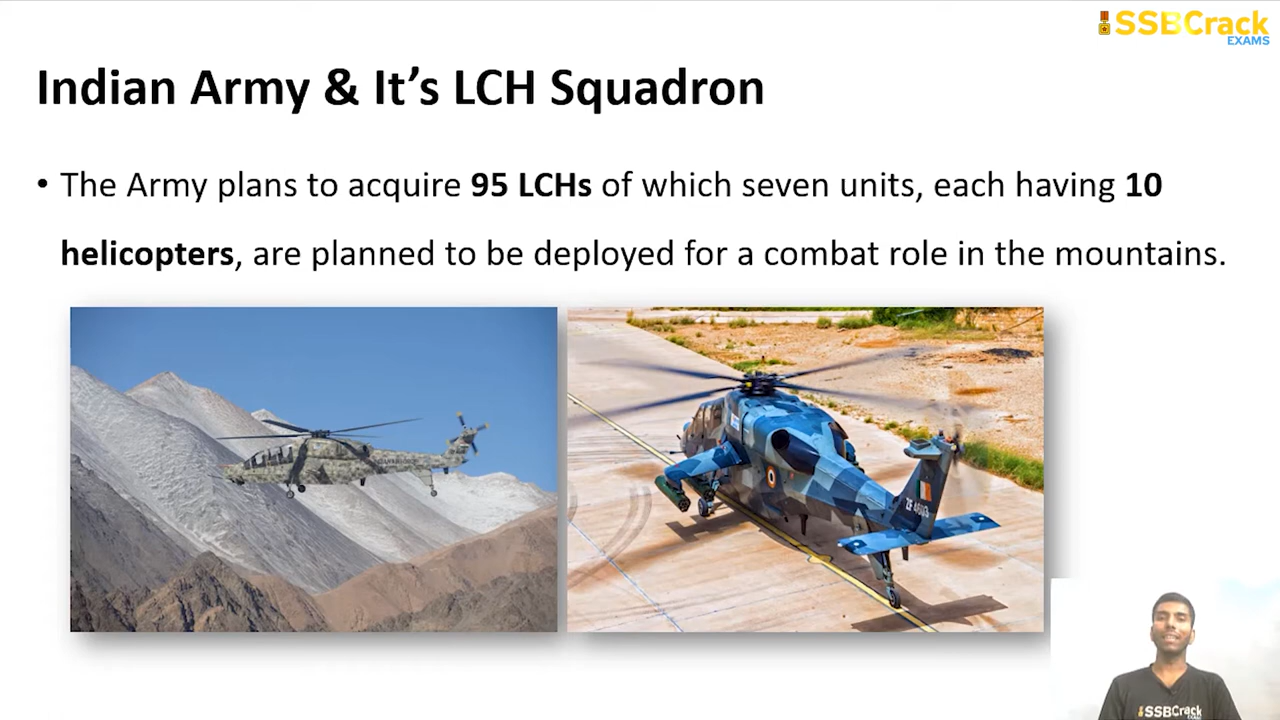 SSBCrack
EXAMS
Indian Army & It's LCH Squadron
• The Army plans to acquire 95 LCHs of which seven units, each having 10
helicopters, are planned to be deployed for a combat role in the mountains.
SSBCrack